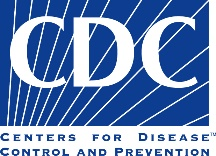 CDC
CENTERS FOR DISEASE™
CONTROL AND PREVENTION